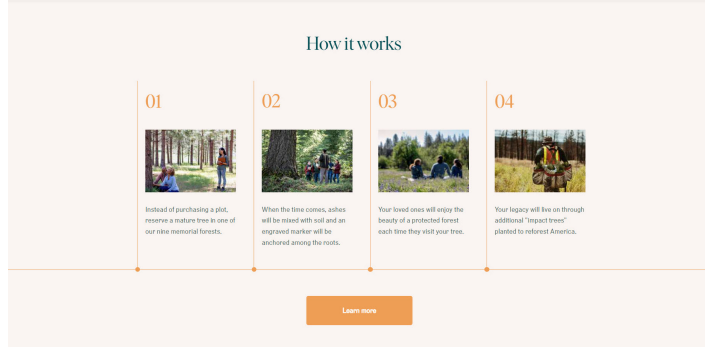 How it works
01
Instead of purchasing a plot,
reserve a mature tree in one of
our nine memorial forests.
02
When the time comes, ashes
will be mixed with soil and an
engraved marker will be
anchored among the roots.
03
Your loved ones will enjoy the
beauty of a protected forest
each time they visit your tree.
04
Your legacy will live on through
additional "impact trees"
planted to reforest America.
Learn more